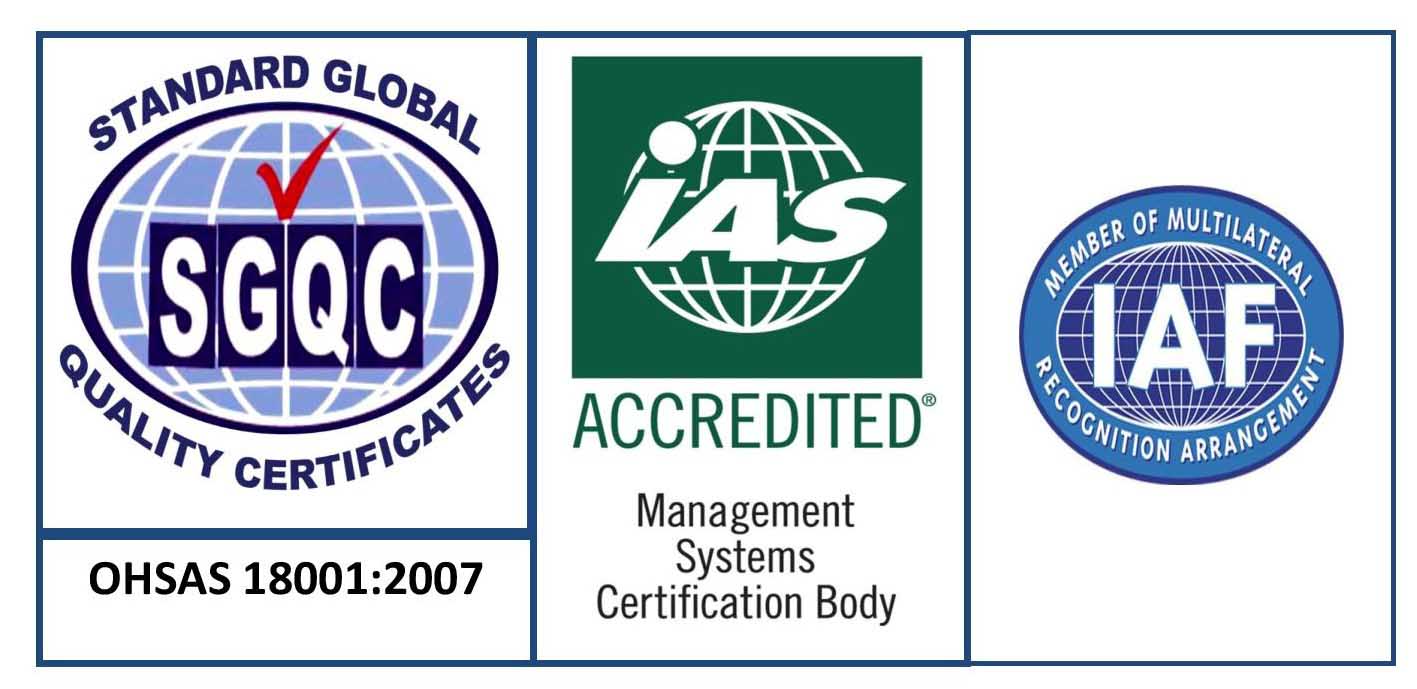 STANDARD GLOBAL
SGQC
QUALITY CERTIFICATES
OHSAS 18001:2007
iAS
ACCREDITED®
Management
Systems
Certification Body
MEMBER OF MULTILATERAL
IAF
RECOGNITION ARRANGEMENT